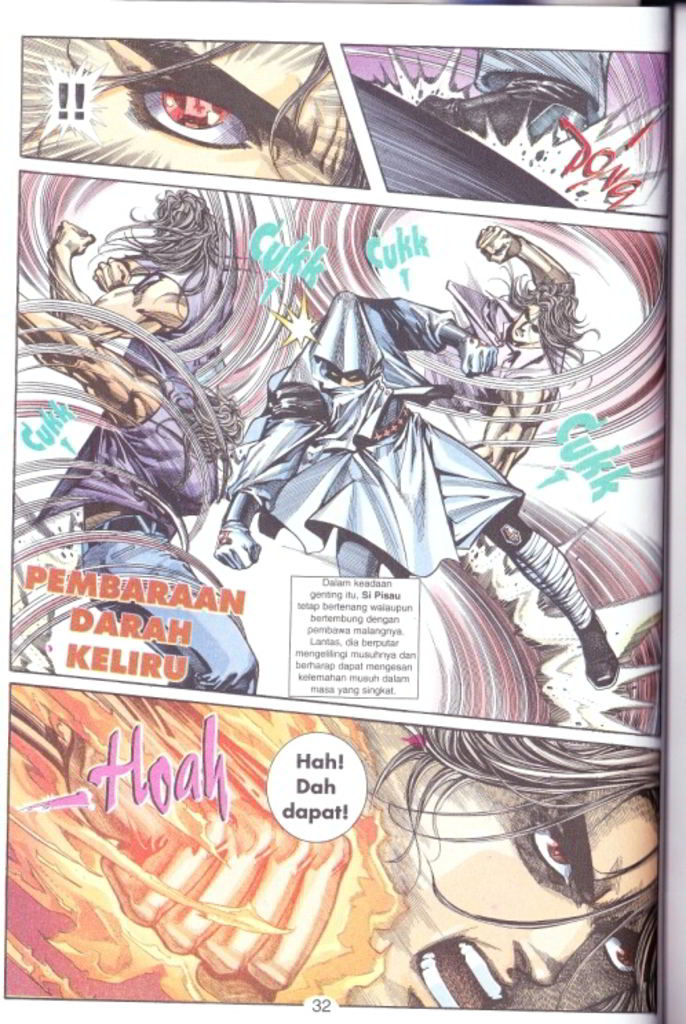 !!
DONG
Cukk
Cukk
Cukk
Cukk
PEMBARAAN
DARAH
KELIRU
Dalam keadaan
genting itu, Si Pisau
tetap bertenang walaupun
bertembung dengan
pembawa malangnya.
Lantas, dia berputar
mengelilingi musuhnya dan
berharap dapat mengesan
kelemahan musuh dalam
masa yang singkat.
Hoah
Hah!
Dah
dapat!
32